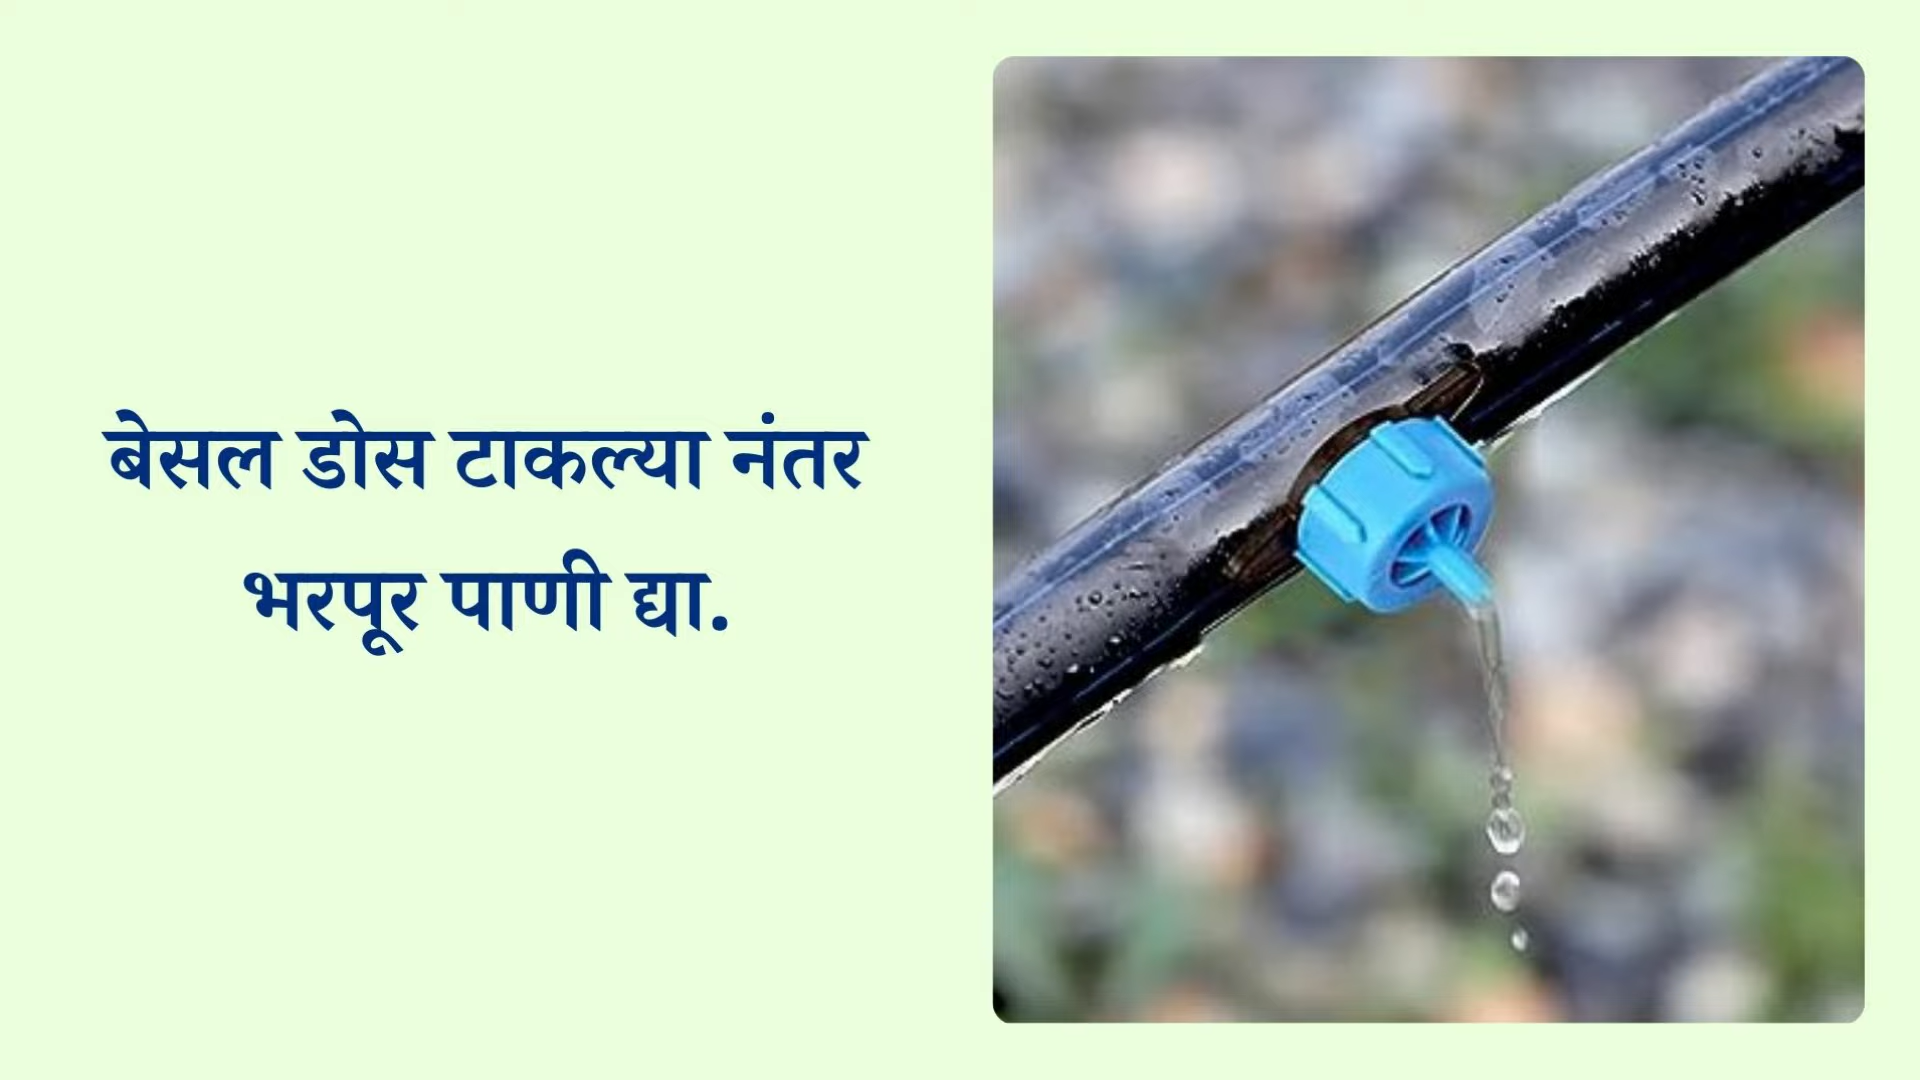 बेसल डोस टाकल्या नंतर
भरपूर पाणी द्या.